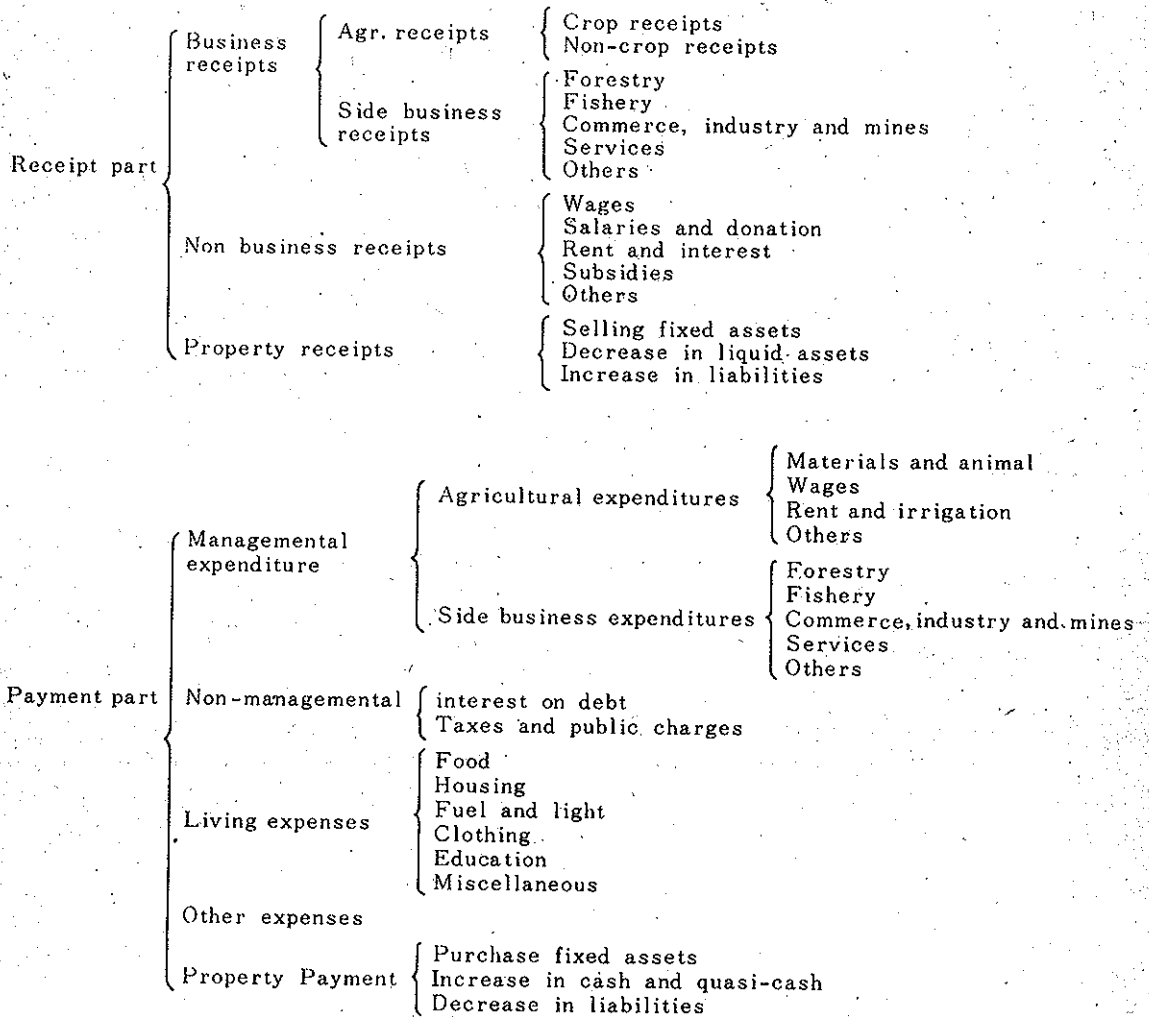 Receipt part
Business
receipts
Agr. receipts
Crop receipts
Non-crop receipts
Side business
receipts
Forestry
Fishery
Commerce, industry and mines
Services
Others
Non business receipts
Wages
Salaries and donation
Rent and interest
Subsidies
Others
Property receipts
Selling fixed assets
Decrease in liquid assets
Increase in liabilities
Payment part
Managemental
expenditure
Agricultural expenditures
Materials and animal
Wages
Rent and irrigation
Others
Side business expenditures
Forestry
Fishery
Commerce, industry and mines
Services
Others
Non-managemental
interest on debt
Taxes and public charges
Living expenses
Food
Housing
Fuel and light
Clothing
Education
Miscellaneous
Other expenses
Property Payment
Purchase fixed assets
Increase in cash and quasi-cash
Decrease in liabilities